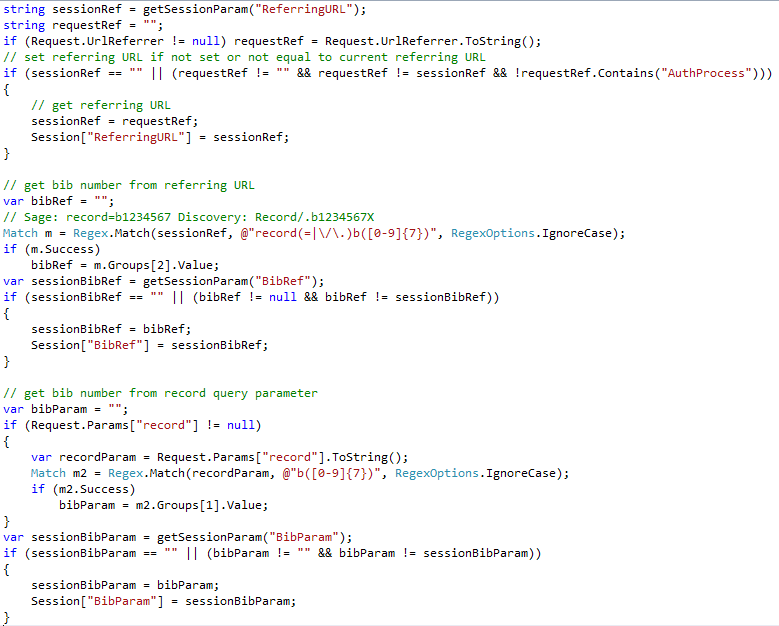 string sessionRef = getSessionParam("ReferringURL");
string requestRef = "";
if (Request.UrlReferrer != null) requestRef = Request.UrlReferrer.ToString();
// set referring URL if not set or not equal to current referring URL
if (sessionRef == "" || (requestRef != "" && requestRef != sessionRef && !requestRef.Contains("AuthProcess")))
{
    // get referring URL
    sessionRef = requestRef;
    Session["ReferringURL"] = sessionRef;
}

// get bib number from referring URL
var bibRef = "";
// Sage: record=b1234567 Discovery: Record/.b1234567X
Match m = Regex.Match(sessionRef, @"record(=|\/\.)b([0-9]{7})", RegexOptions.IgnoreCase);
if (m.Success)
    bibRef = m.Groups[2].Value;
var sessionBibRef = getSessionParam("BibRef");
if (sessionBibRef == "" || (bibRef != null && bibRef != sessionBibRef))
{
    sessionBibRef = bibRef;
    Session["BibRef"] = sessionBibRef;
}

// get bib number from record query parameter
var bibParam = "";
if (Request.Params["record"] != null)
{
    var recordParam = Request.Params["record"].ToString();
    Match m2 = Regex.Match(recordParam, @"b([0-9]{7})", RegexOptions.IgnoreCase);
    if (m2.Success)
        bibParam = m2.Groups[1].Value;
}
var sessionBibParam = getSessionParam("BibParam");
if (sessionBibParam == "" || (bibParam != "" && bibParam != sessionBibParam))
{
    sessionBibParam = bibParam;
    Session["BibParam"] = sessionBibParam;
}